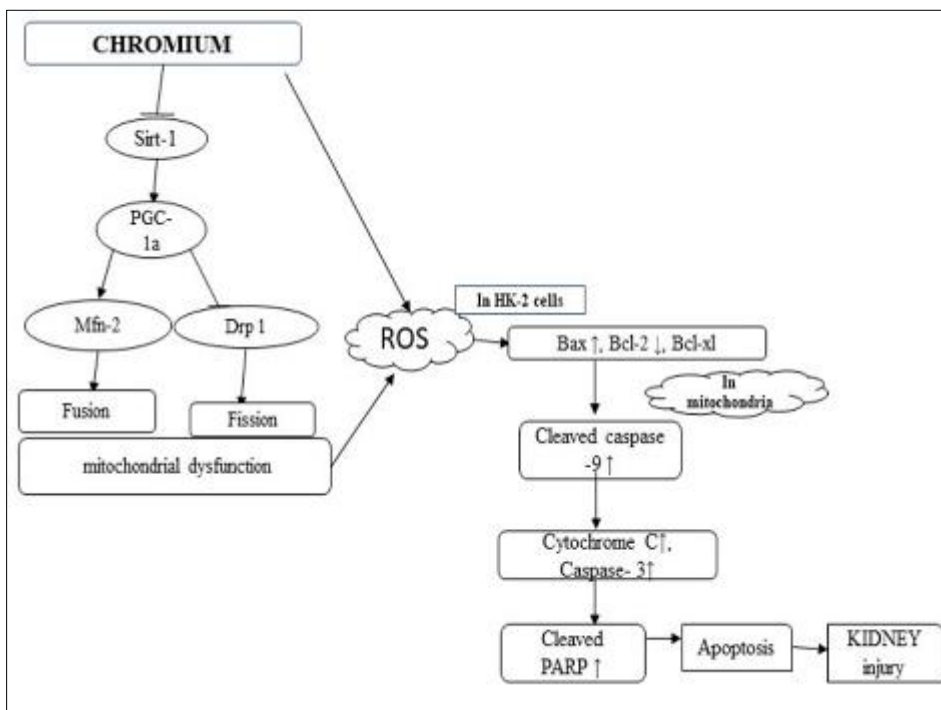 CHROMIUM
Sirt-1
PGC-
1a
Mfn-2
Drp 1
Fusion
Fission
mitochondrial dysfunction
ROS
In HK-2 cells
Bax ↑, Bcl-2 ↓, Bcl-xl
In
mitochondria
Cleaved caspase
-9 ↑
Cytochrome C↑,
Caspase- 3↑
Cleaved
PARP ↑
Apoptosis
KIDNEY
injury